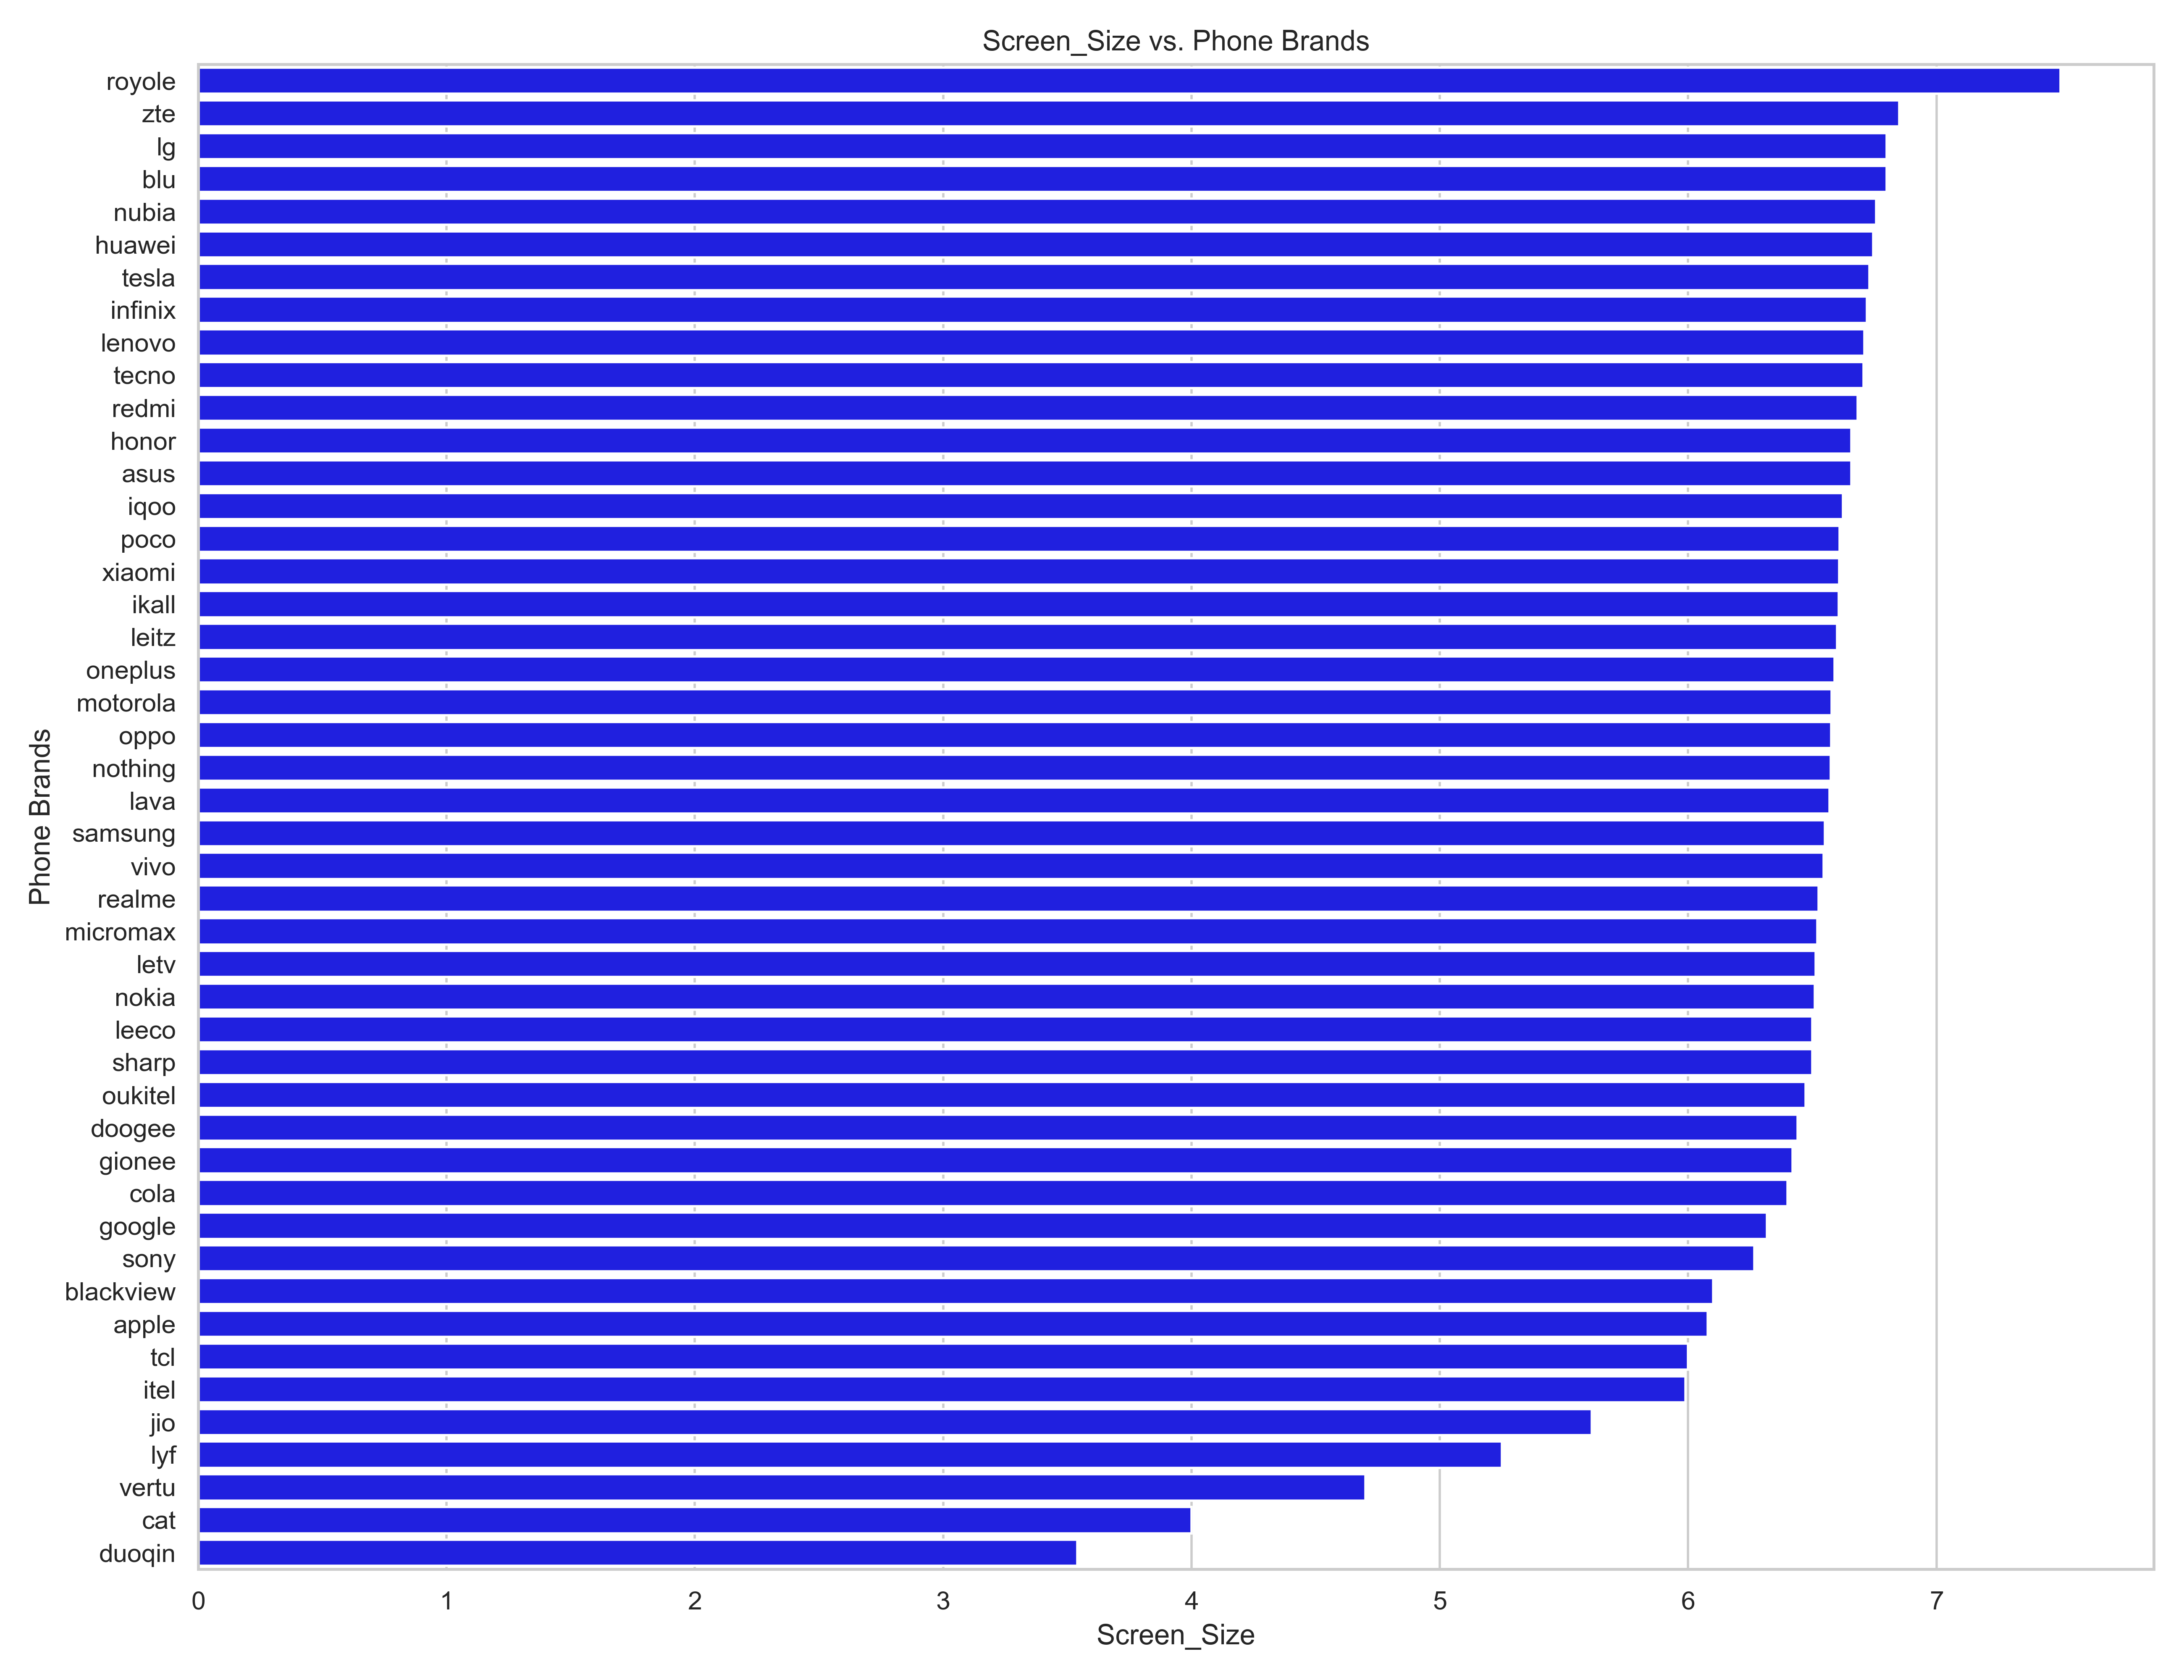 Screen_Size vs. Phone Brands
royole
zte
lg
blu
nubia
huawei
tesla
infinix
lenovo
tecno
redmi
honor
asus
iqoo
poco
xiaomi
ikall
leitz
oneplus
motorola
oppo
nothing
lava
samsung
vivo
realme
micromax
letv
nokia
leeco
sharp
oukitel
doogee
gionee
cola
google
sony
blackview
apple
tcl
itel
jio
lyf
vertu
cat
duoqin
Phone Brands
0 1 2 3 4 5 6 7
Screen_Size